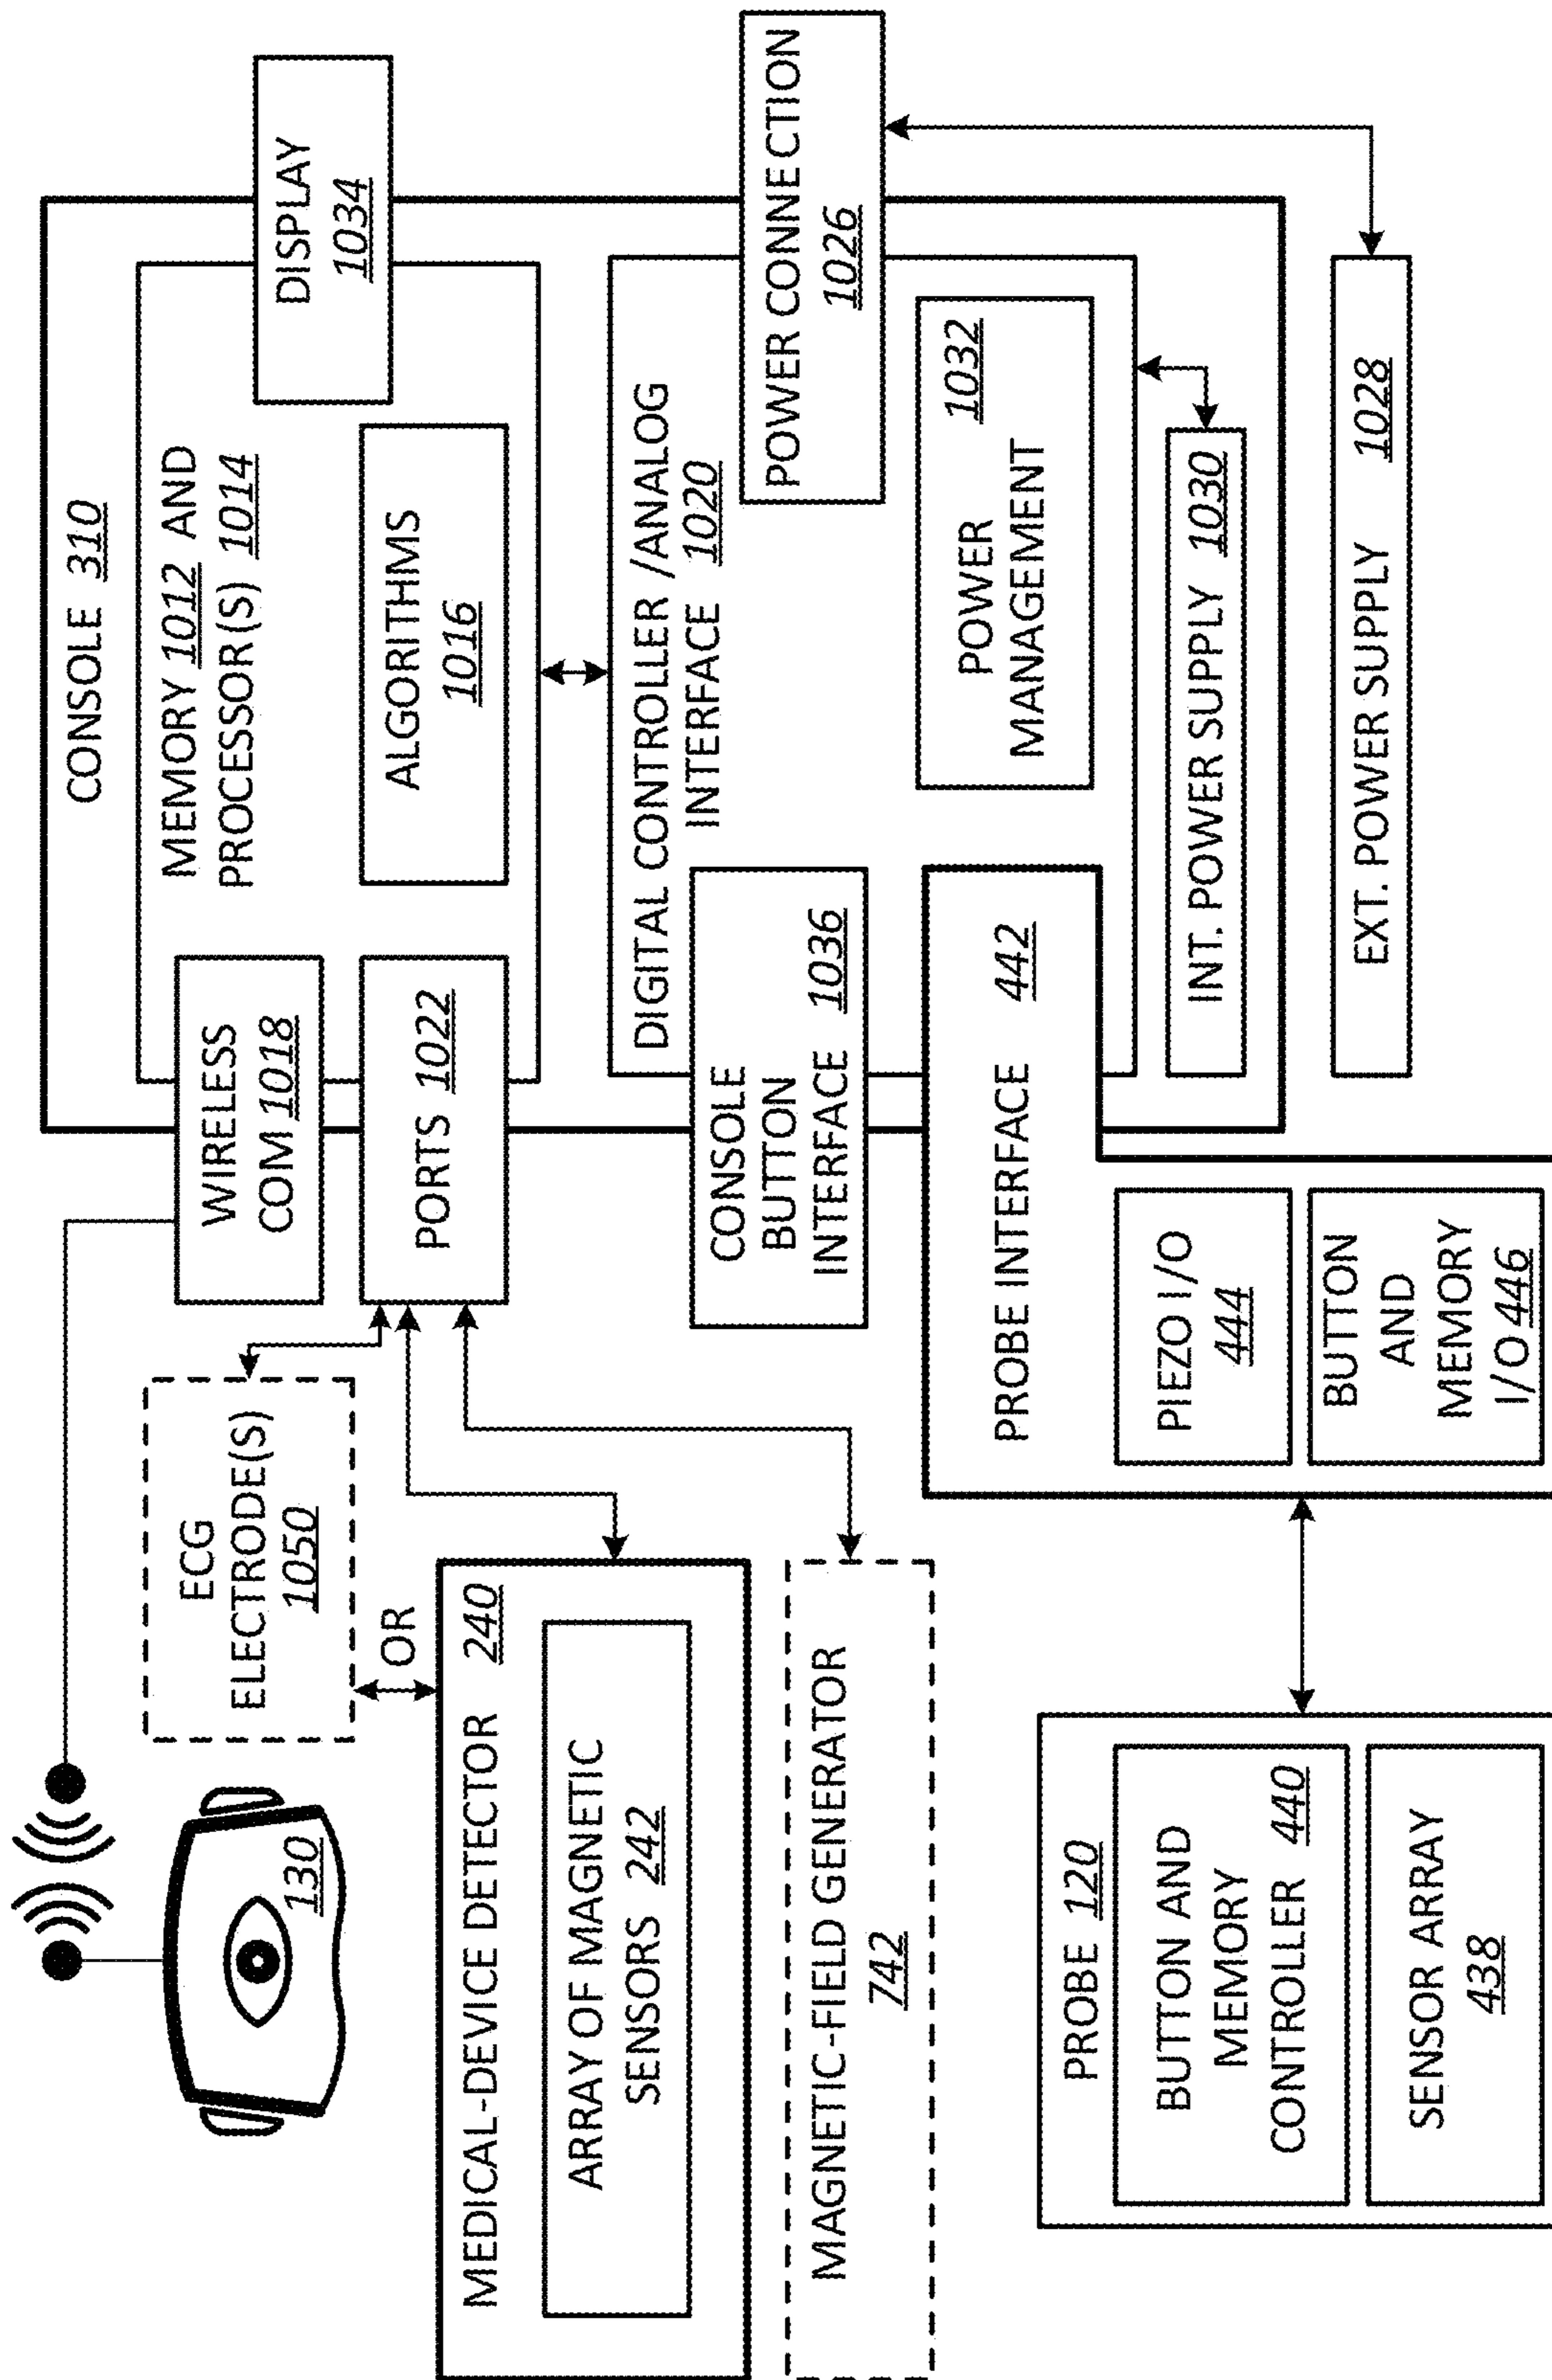 130
ECG
ELECTRODE(S)
1050
OR
MEDICAL-DEVICE DETECTOR 240
ARRAY OF MAGNETIC
SENSORS 242
MAGNETIC-FIELD GENERATOR
742
PROBE 120
BUTTON AND
MEMORY
CONTROLLER 440
SENSOR ARRAY
438
CONSOLE 310
WIRELESS
COM 1018
MEMORY 1012 AND
PROCESSOR(S) 1014
DISPLAY
1034
PORTS 1022
ALGORITHMS
1016
DIGITAL CONTROLLER /ANALOG
INTERFACE 1020
CONSOLE
BUTTON
INTERFACE 1036
POWER CONNECTION
1026
PROBE INTERFACE 442
POWER 1032
MANAGEMENT
PIEZO I/O
444
BUTTON
AND
MEMORY
I/O 446
INT. POWER SUPPLY 1030
EXT. POWER SUPPLY 1028